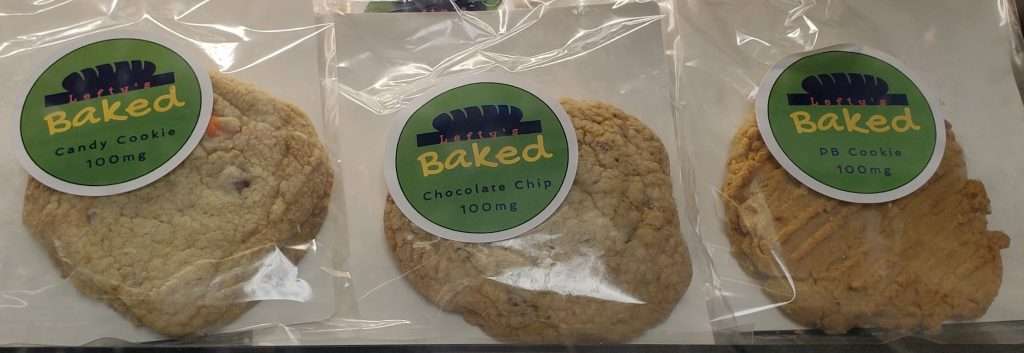 Lefty's
Baked
Candy Cookie
100mg
Lefty's
Baked
Chocolate Chip
100mg
Lefty's
Baked
PB Cookie
100mg